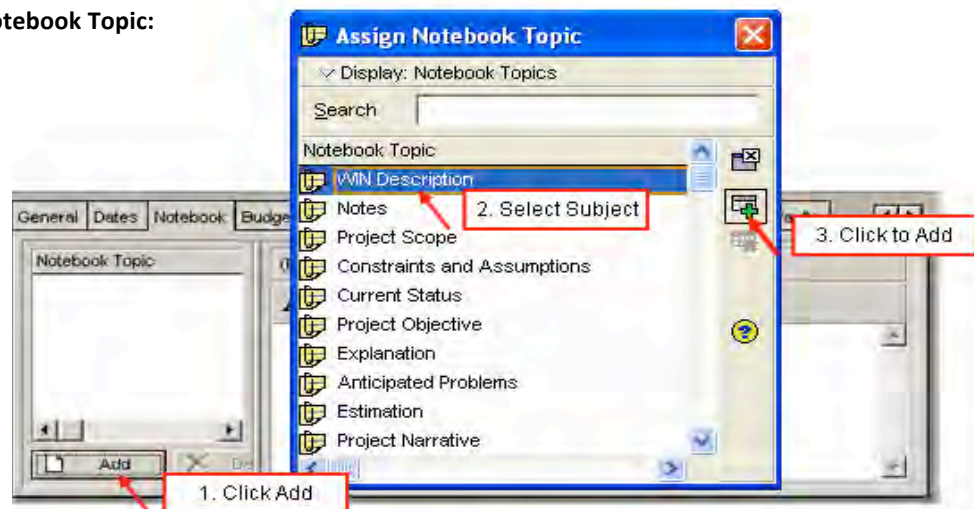 otebook Topic:
Assign Notebook Topic
Display: Notebook Topics
Search
Notebook Topic
WIN Description
Notes
Project Scope
Constraints and Assumptions
Current Status
Project Objective
Explanation
Anticipated Problems
Estimation
Project Narrative
2. Select Subject
3. Click to Add
General Dates Notebook Budge
Notebook Topic
Add
1. Click Add